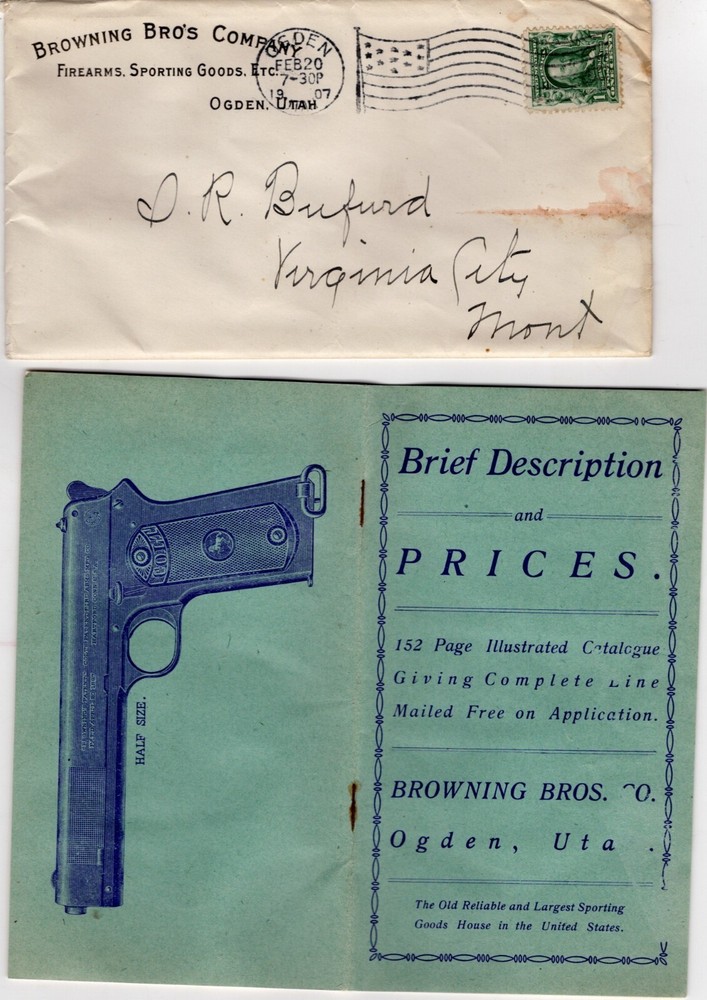 BROWNING BRO'S COMPANY
FIREARMS, SPORTING GOODS, ETC.
OGDEN, UTAH
OGDEN
FEB 20
7-30P
19 07
D. R. Bufurd
Virginia City
Mont
COLT
HALF SIZE.
Brief Description
and
PRICES.
152 Page Illustrated Catalogue
Giving Complete Line
Mailed Free on Application.
BROWNING BROS. CO.
Ogden, Uta .
The Old Reliable and Largest Sporting
Goods House in the United States.